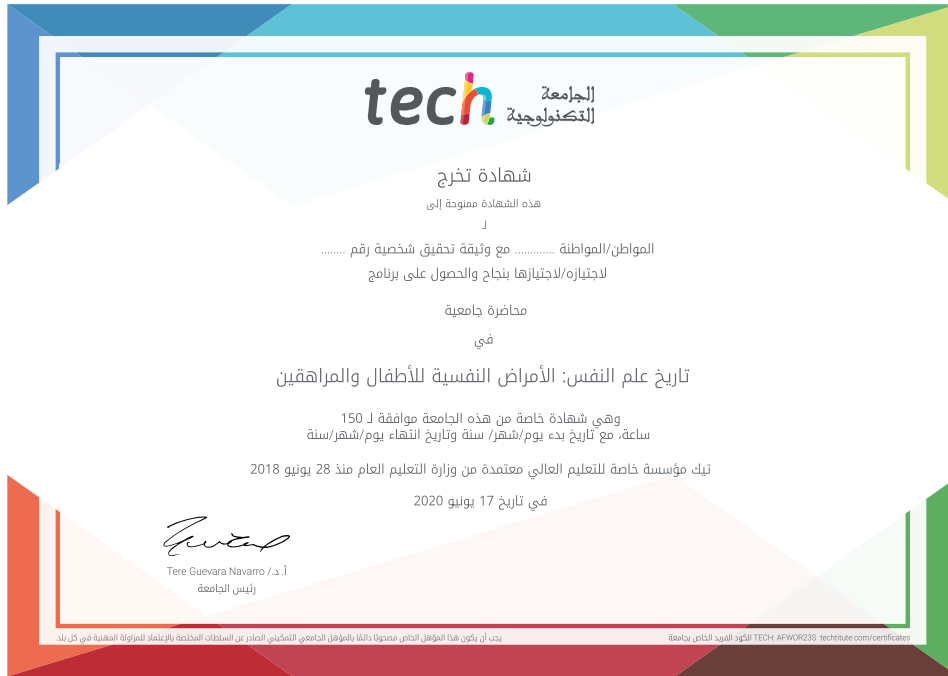 tech الجامعة
التكنولوجية
شهادة تخرج
هذه الشهادة ممنوحة إلى
لـ
المواطن/المواطنة ............ مع وثيقة تحقيق شخصية رقم ........
لاجتيازه/لاجتيازها بنجاح والحصول على برنامج
محاضرة جامعية
في
تاريخ علم النفس: الأمراض النفسية للأطفال والمراهقين
وهي شهادة خاصة من هذه الجامعة موافقة لـ 150
ساعة، مع تاريخ بدء يوم/شهر/ سنة وتاريخ انتهاء يوم/شهر/سنة
تيك مؤسسة خاصة للتعليم العالي معتمدة من وزارة التعليم العام منذ 28 يونيو 2018
في تاريخ 17 يونيو 2020
أ. د./ Tere Guevara Navarro
رئيس الجامعة
يجب أن يكون هذا المؤهل الخاص مصحوبًا دائمًا بالمؤهل الجامعي التمكيني الصادر عن السلطات المختصة بالإعتماد للمزاولة المهنية في كل بلد.
الكود الفريد الخاص بجامعة TECH: AFWOR23S techtitute.com/certificates